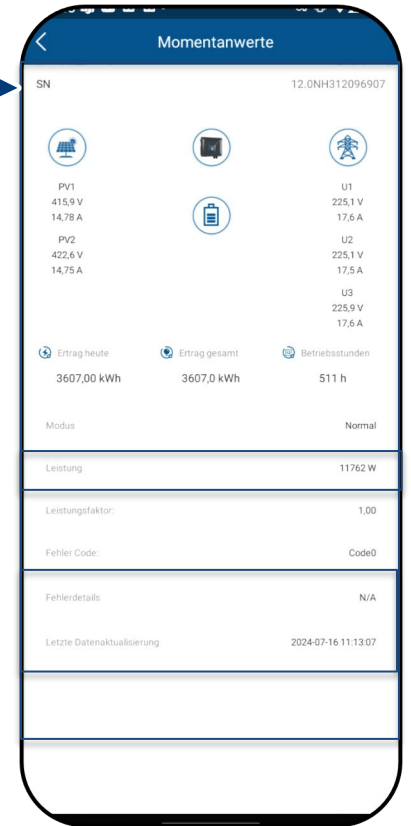 Momentanwerte
SN 12.0NH312096907
PV1
415,9 V
14,78 A
PV2
422,6 V
14,75 A
U1
225,1 V
17,6 A
U2
225,1 V
17,5 A
U3
225,9 V
17,6 A
Ertrag heute
3607,00 kWh
Ertrag gesamt
3607,0 kWh
Betriebsstunden
511 h
Modus Normal
Leistung 11762 W
Leistungsfaktor: 1,00
Fehler Code: Code0
Fehlerdetails N/A
Letzte Datenaktualisierung 2024-07-16 11:13:07